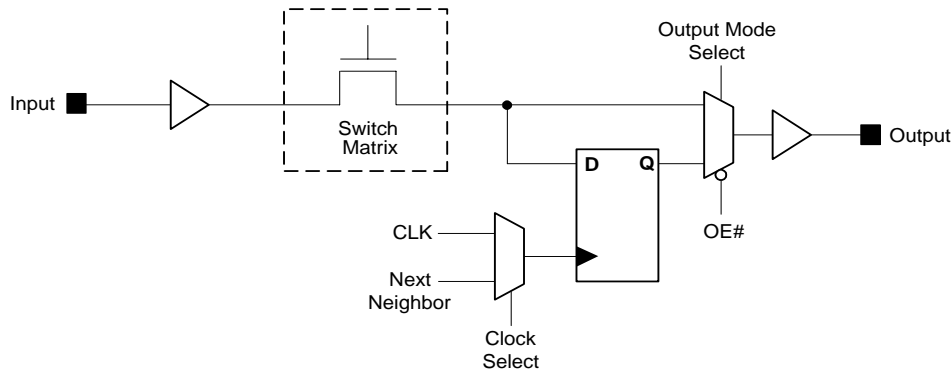 Output Mode
Select
Input
Switch
Matrix
Output
D
Q
CLK
OE#
Next
Neighbor
Clock
Select